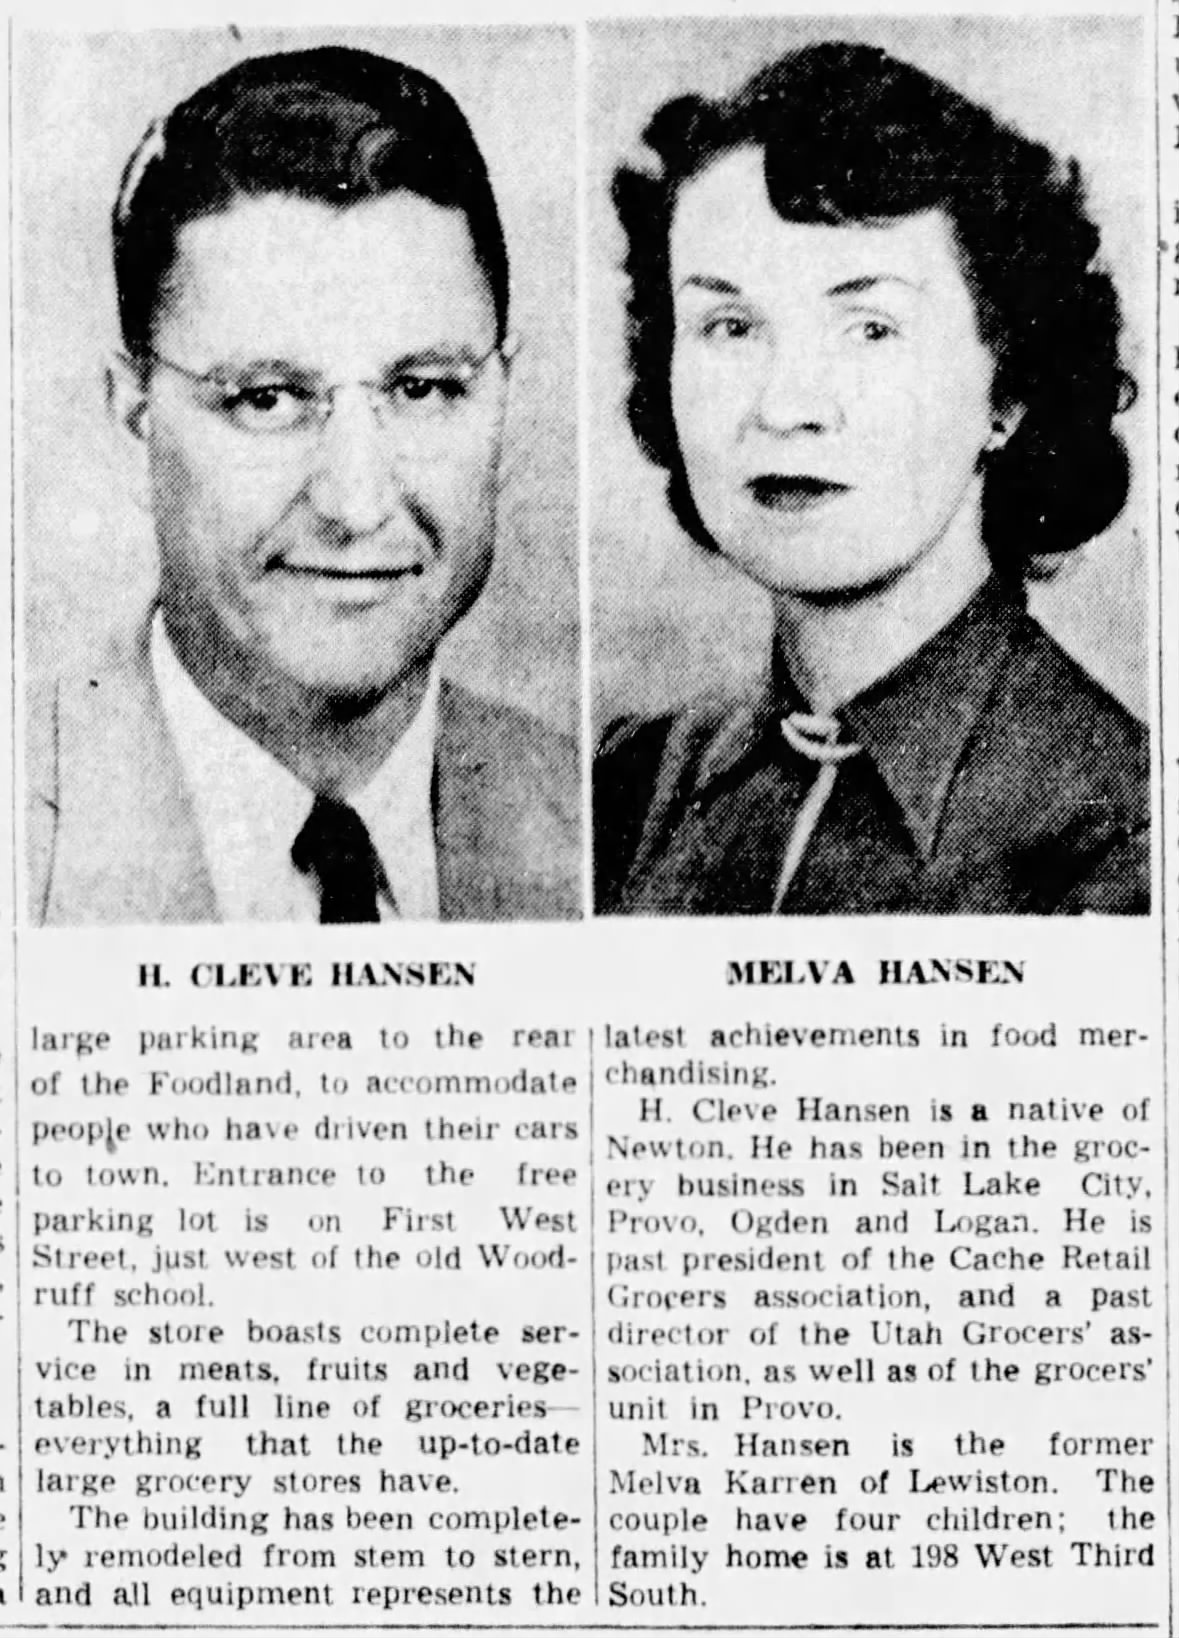 H. CLEVE HANSEN
MELVA HANSEN
large parking area to the rear
of the Foodland, to accommodate
people who have driven their cars
to town. Entrance to the free
parking lot is on First West
Street, just west of the old Wood-
ruff school.
The store boasts complete ser-
vice in meats, fruits and vege-
tables, a full line of groceries—
everything that the up-to-date
large grocery stores have.
The building has been complete-
ly remodeled from stem to stern,
and all equipment represents the
latest achievements in food mer-
chandising.
H. Cleve Hansen is a native of
Newton. He has been in the groc-
ery business in Salt Lake City,
Provo, Ogden and Logan. He is
past president of the Cache Retail
Grocers association, and a past
director of the Utah Grocers' as-
sociation, as well as of the grocers'
unit in Provo.
Mrs. Hansen is the former
Melva Karren of Lewiston. The
couple have four children; the
family home is at 198 West Third
South.